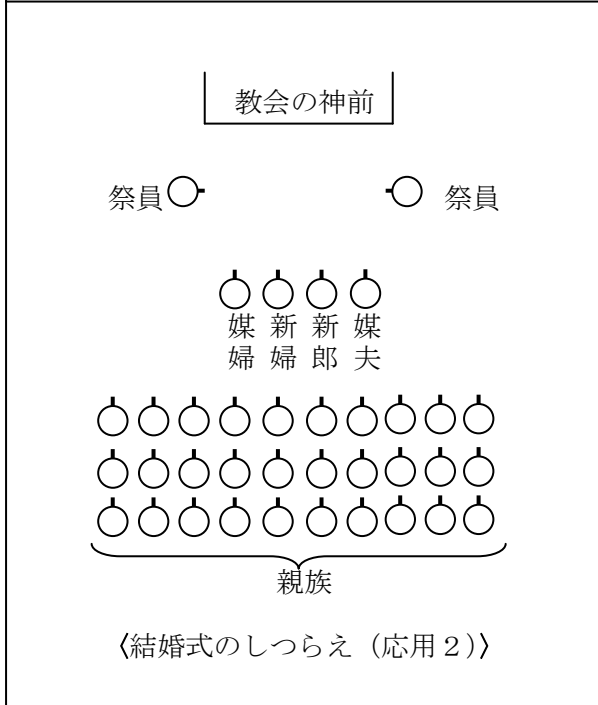 教会の神前
祭員 祭員
媒婦 新婦 新郎 媒夫
親族
〈結婚式のしつらえ（応用２）〉